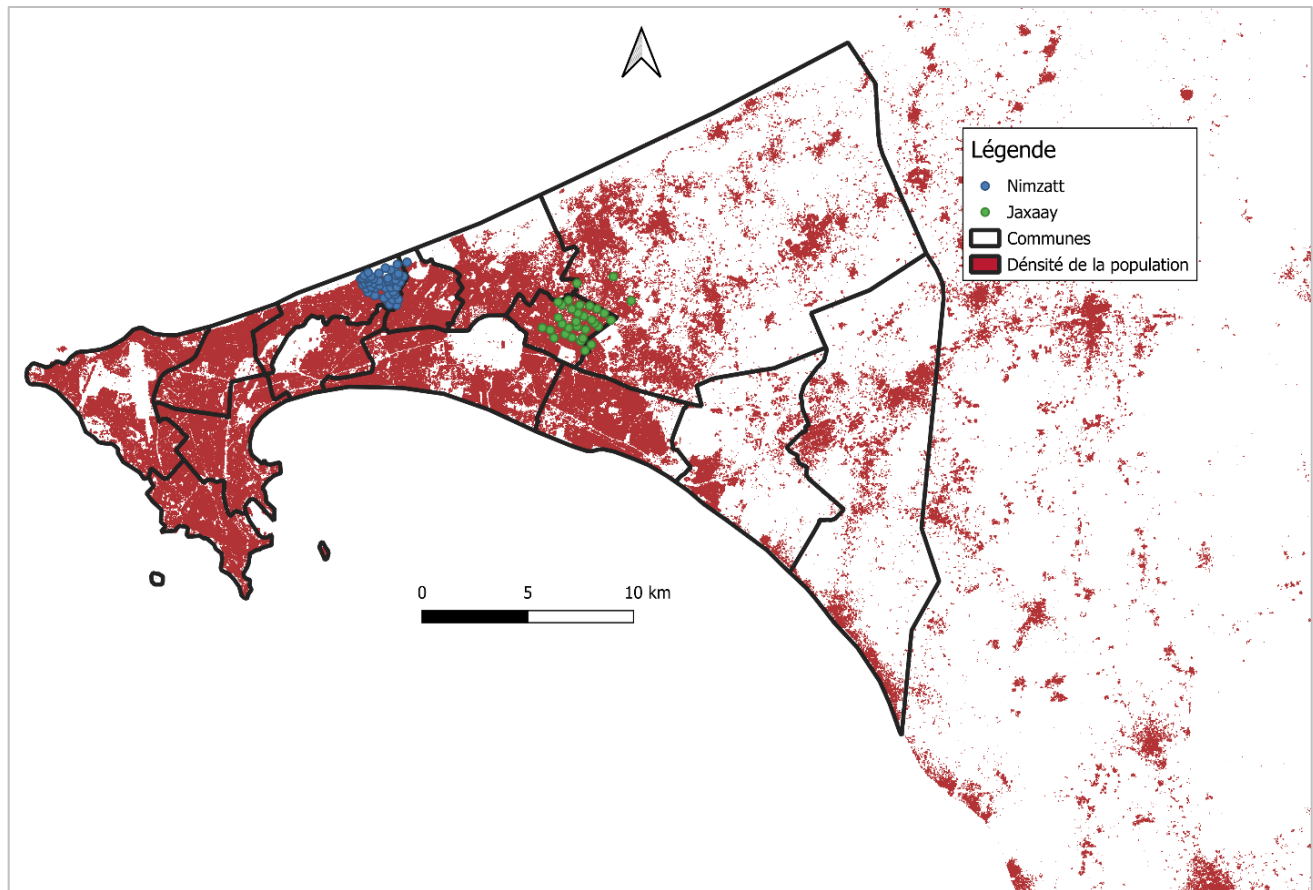 Légende
Nimzatt
Jaxaay
Communes
Dénsité de la population
0 5 10 km